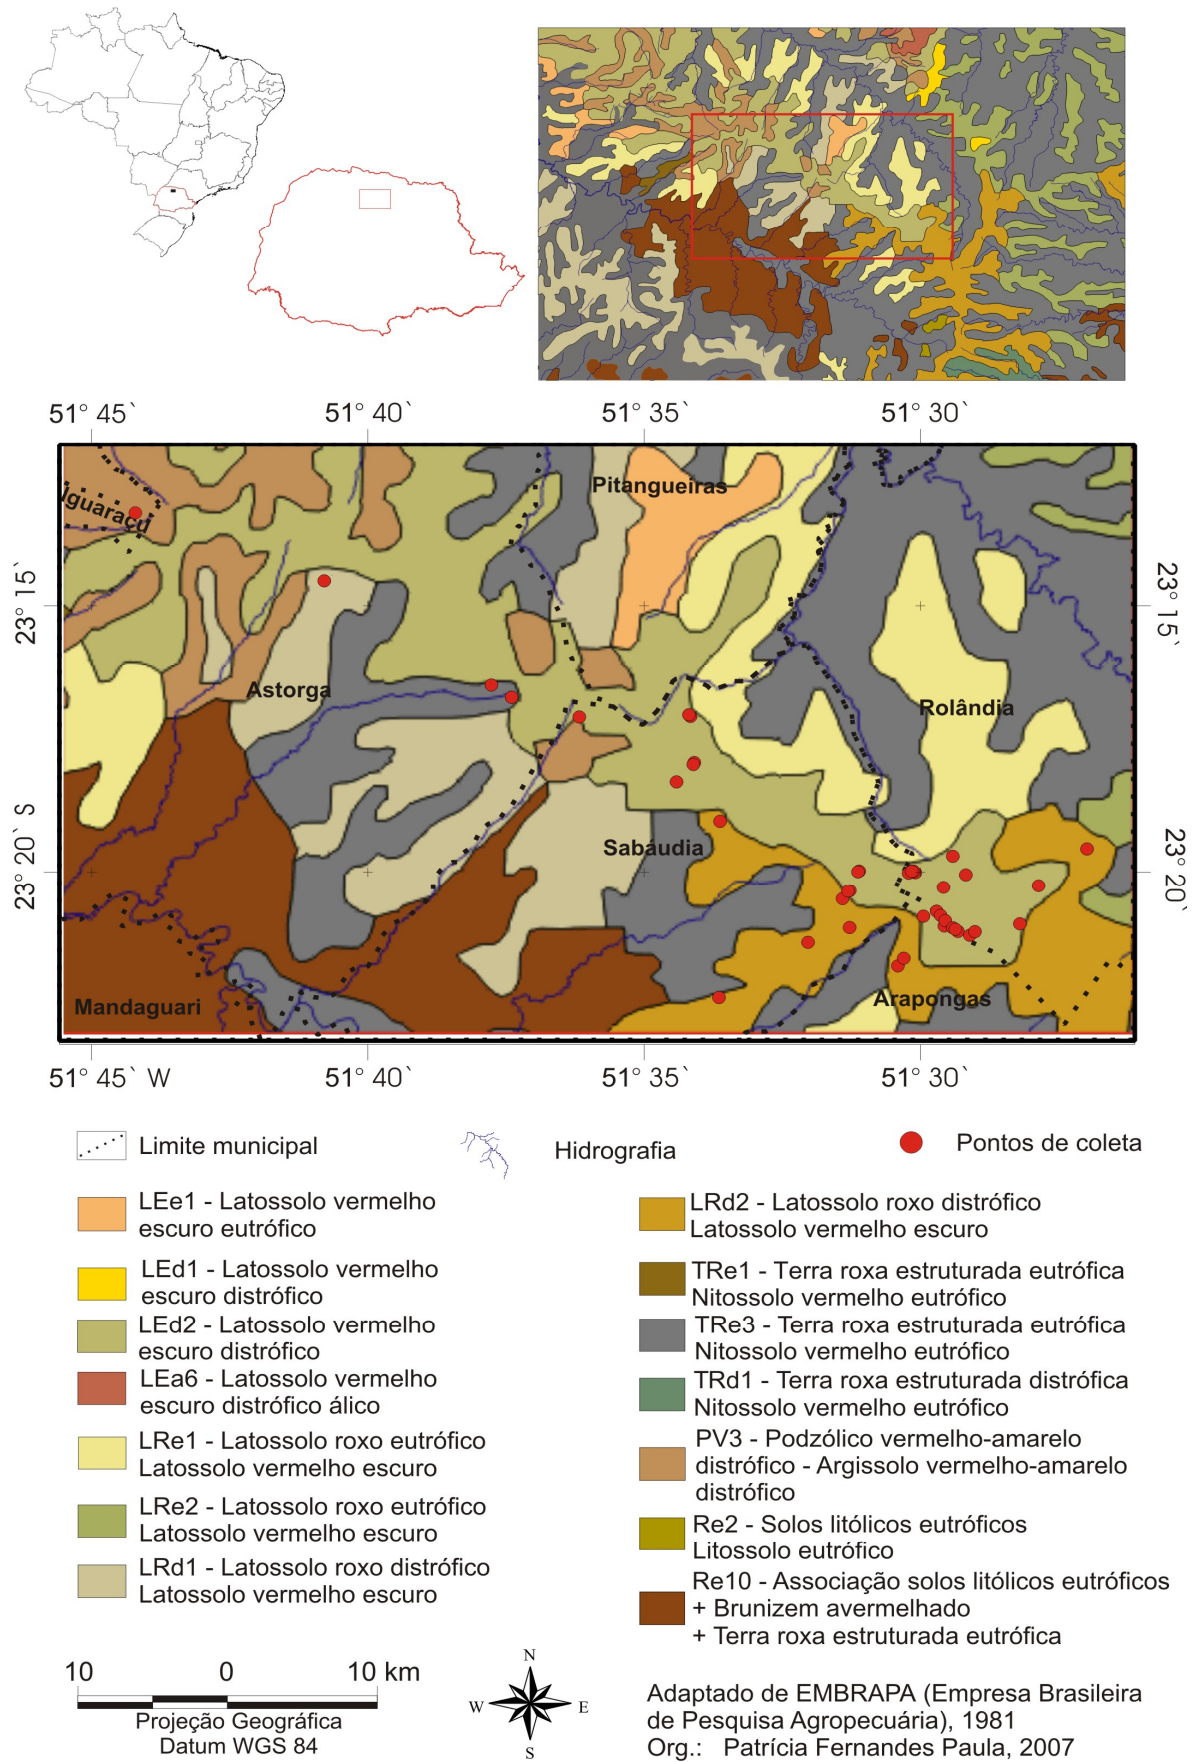 51° 45` 51° 40` 51° 35` 51° 30`
Iguaraçu
Pitangueiras
23° 15` 23° 15`
Astorga
Rolândia
Sabáudia
23° 20` S 23° 20`
Mandaguari
Arapongas
51° 45` W 51° 40` 51° 35` 51° 30`
Limite municipal
Hidrografia
Pontos de coleta
LEe1 - Latossolo vermelho
escuro eutrófico
LEd1 - Latossolo vermelho
escuro distrófico
LEd2 - Latossolo vermelho
escuro distrófico
LEa6 - Latossolo vermelho
escuro distrófico álico
LRe1 - Latossolo roxo eutrófico
Latossolo vermelho escuro
LRe2 - Latossolo roxo eutrófico
Latossolo vermelho escuro
LRd1 - Latossolo roxo distrófico
Latossolo vermelho escuro
LRd2 - Latossolo roxo distrófico
Latossolo vermelho escuro
TRe1 - Terra roxa estruturada eutrófica
Nitossolo vermelho eutrófico
TRe3 - Terra roxa estruturada eutrófica
Nitossolo vermelho eutrófico
TRd1 - Terra roxa estruturada distrófica
Nitossolo vermelho eutrófico
PV3 - Podzólico vermelho-amarelo
distrófico - Argissolo vermelho-amarelo
distrófico
Re2 - Solos litólicos eutróficos
Litossolo eutrófico
Re10 - Associação solos litólicos eutróficos
+ Brunizem avermelhado
+ Terra roxa estruturada eutrófica
10 0 10 km
Projeção Geográfica
Datum WGS 84
N
W E
S
Adaptado de EMBRAPA (Empresa Brasileira
de Pesquisa Agropecuária), 1981
Org.: Patrícia Fernandes Paula, 2007